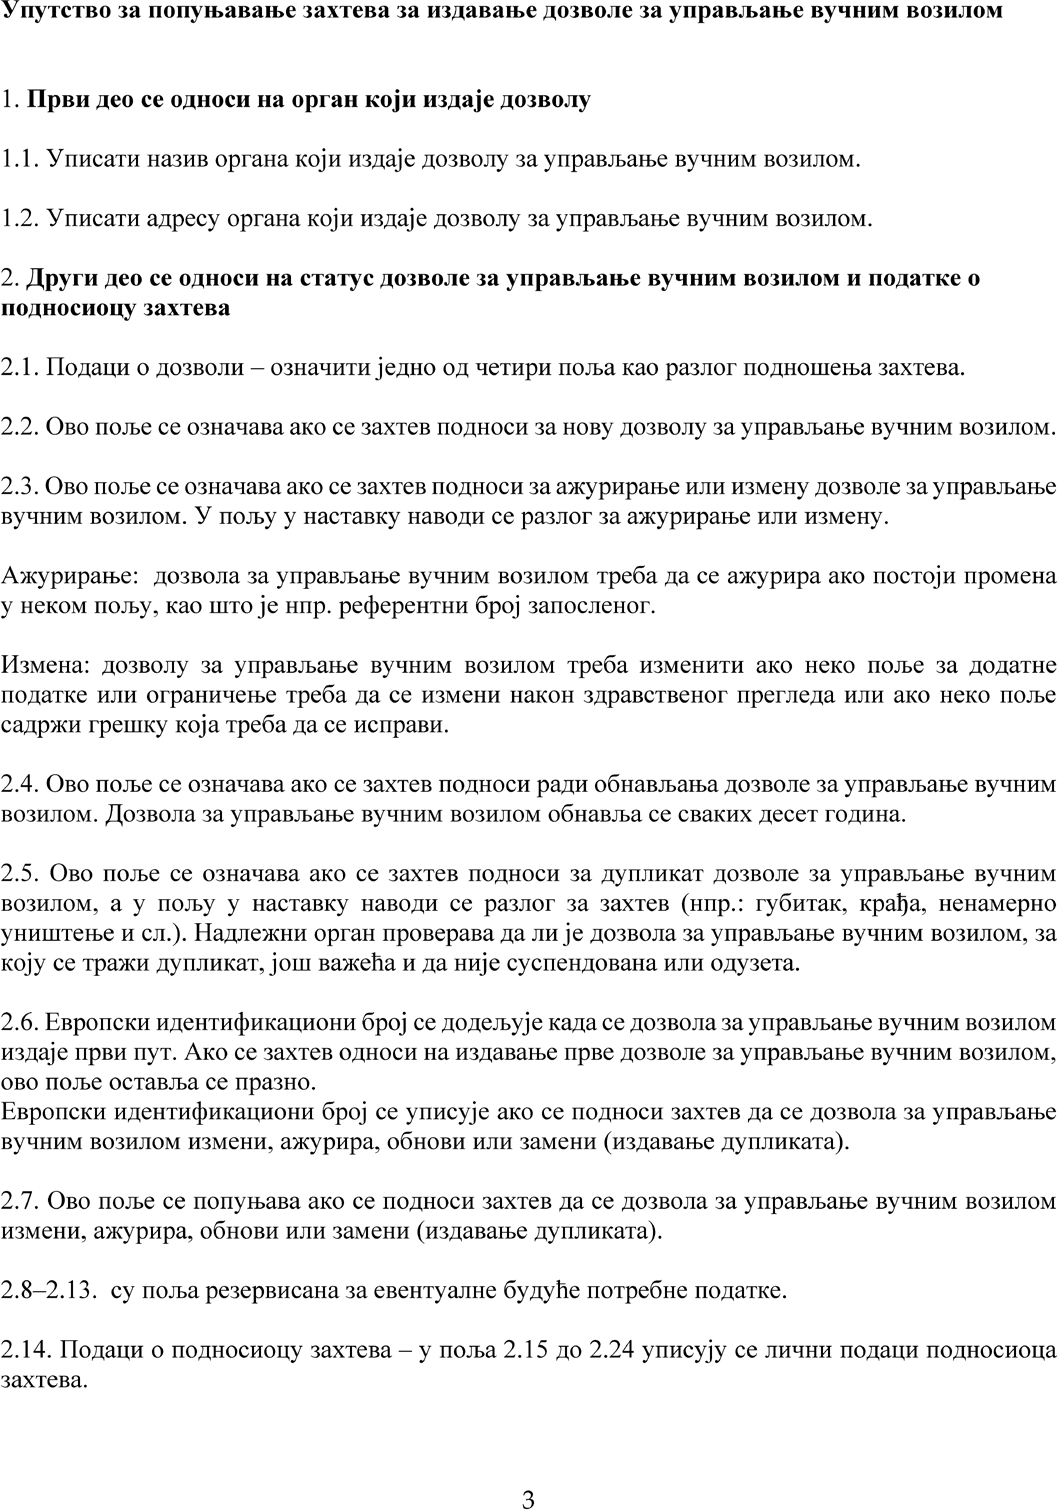 Упутство за попуњавање захтева за издавање дозволе за управљање вучним возилом
1. Први део се односи на орган који издаје дозволу
1.1. Уписати назив органа који издаје дозволу за управљање вучним возилом.
1.2. Уписати адресу органа који издаје дозволу за управљање вучним возилом.
2. Други део се односи на статус дозволе за управљање вучним возилом и податке о
подносиоцу захтева
2.1. Подаци о дозволи – означити једно од четири поља као разлог подношења захтева.
2.2. Ово поље се означава ако се захтев подноси за нову дозволу за управљање вучним возилом.
2.3. Ово поље се означава ако се захтев подноси за ажурирање или измену дозволе за управљање
вучним возилом. У пољу у наставку наводи се разлог за ажурирање или измену.
Ажурирање:  дозвола за управљање вучним возилом треба да се ажурира ако постоји промена
у неком пољу, као што је нпр. референтни број запосленог.
Измена: дозволу за управљање вучним возилом треба изменити ако неко поље за додатне
податке или ограничење треба да се измени након здравственог прегледа или ако неко поље
садржи грешку која треба да се исправи.
2.4. Ово поље се означава ако се захтев подноси ради обнављања дозволе за управљање вучним
возилом. Дозвола за управљање вучним возилом обнавља се сваких десет година.
2.5. Ово поље се означава ако се захтев подноси за дупликат дозволе за управљање вучним
возилом, а у пољу у наставку наводи се разлог за захтев (нпр.: губитак, крађа, ненамерно
уништење и сл.). Надлежни орган проверава да ли је дозвола за управљање вучним возилом, за
коју се тражи дупликат, још важећа и да није суспендована или одузета.
2.6. Европски идентификациони број се додељује када се дозвола за управљање вучним возилом
издаје први пут. Ако се захтев односи на издавање прве дозволе за управљање вучним возилом,
ово поље оставља се празно.
Европски идентификациони број се уписује ако се подноси захтев да се дозвола за управљање
вучним возилом измени, ажурира, обнови или замени (издавање дупликата).
2.7. Ово поље се попуњава ако се подноси захтев да се дозвола за управљање вучним возилом
измени, ажурира, обнови или замени (издавање дупликата).
2.8–2.13.  су поља резервисана за евентуалне будуће потребне податке.
2.14. Подаци о подносиоцу захтева – у поља 2.15 до 2.24 уписују се лични подаци подносиоца
захтева.
3